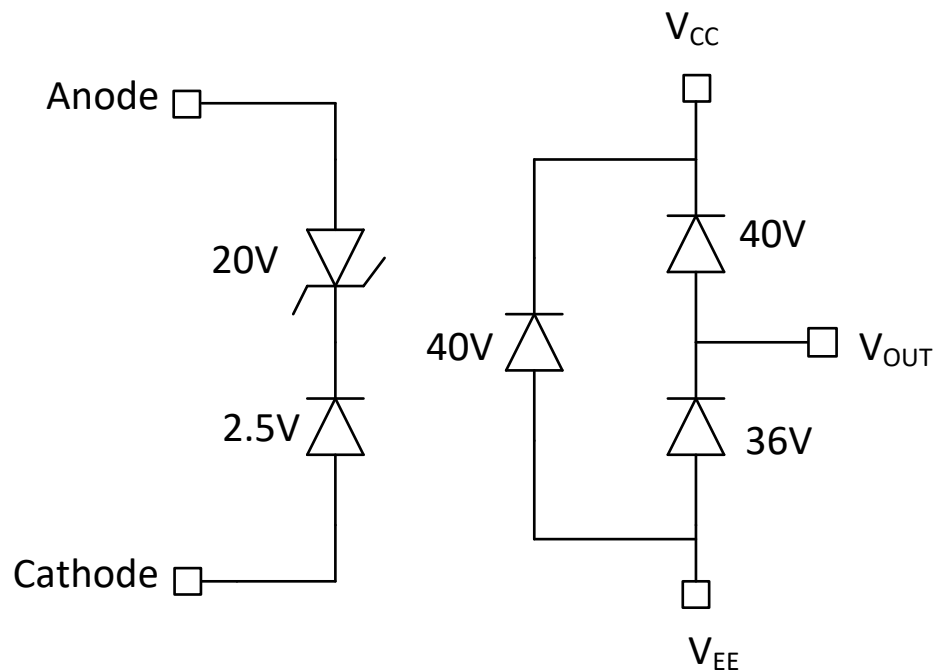 Anode
20V
2.5V
Cathode
VCC
40V
40V
VOUT
36V
VEE